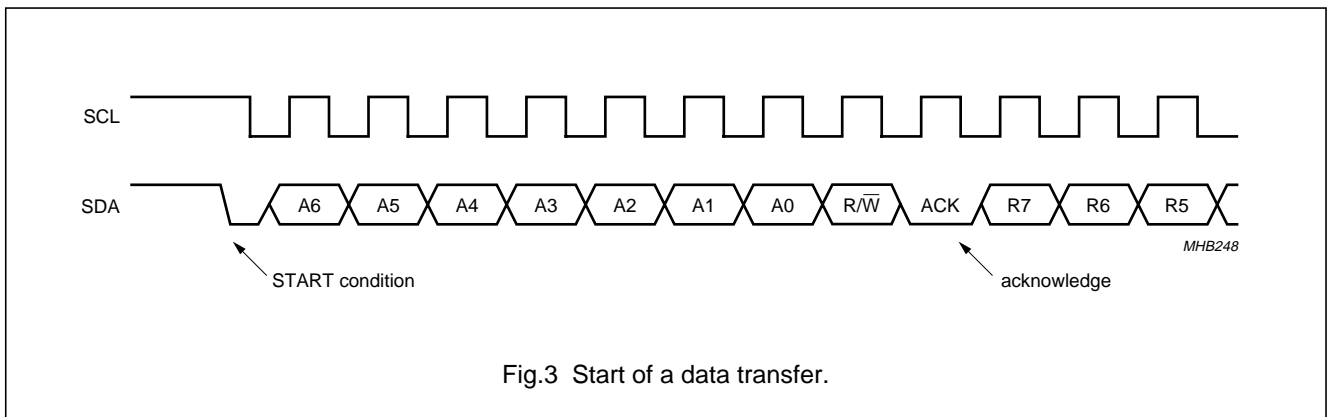 SCL
SDA A6 A5 A4 A3 A2 A1 A0 R/W̅ ACK R7 R6 R5
MHB248
START condition acknowledge
Fig.3 Start of a data transfer.